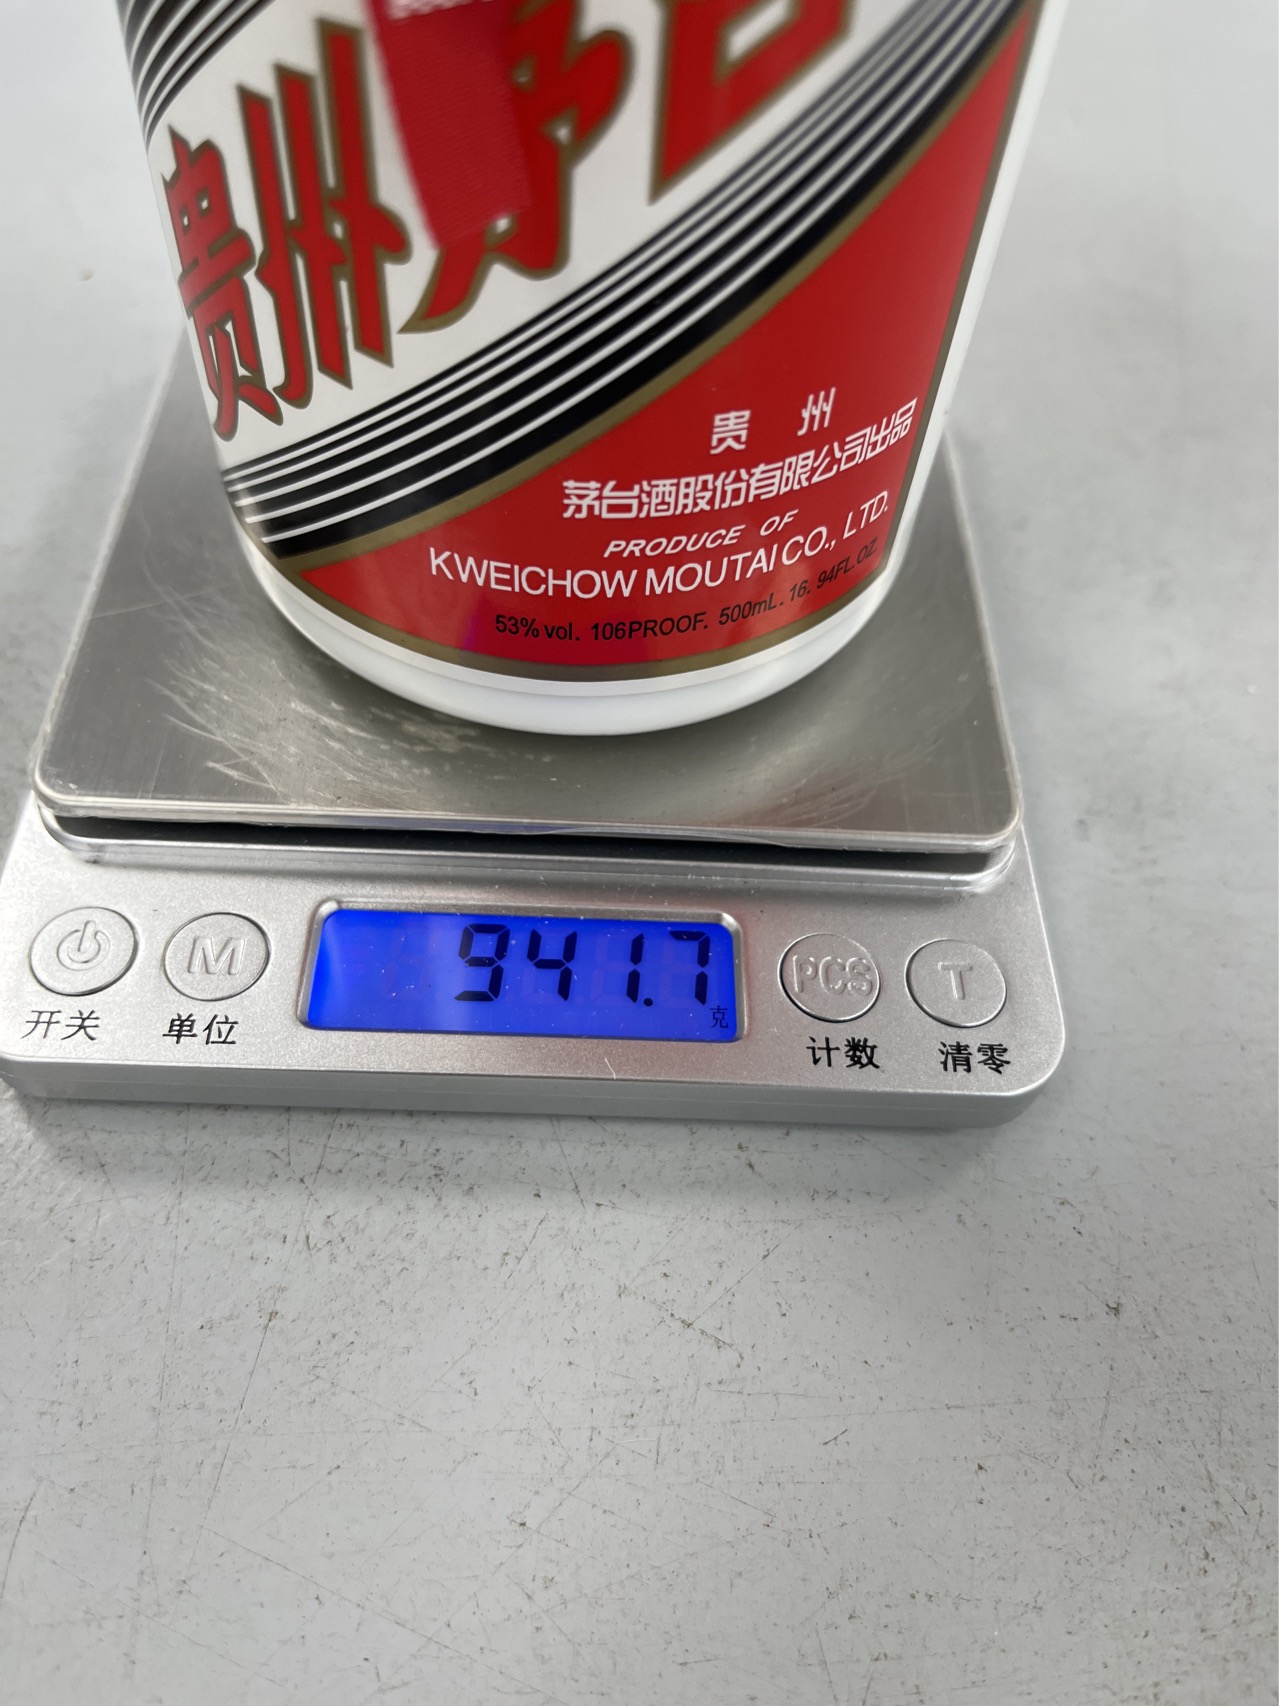 贵州茅台
贵 州
茅台酒股份有限公司出品
PRODUCE OF
KWEICHOW MOUTAI CO., LTD.
53% vol. 106PROOF. 500mL. 16. 94FL.OZ.
941.7
克
M
PCS
T
开关
单位
计数
清零